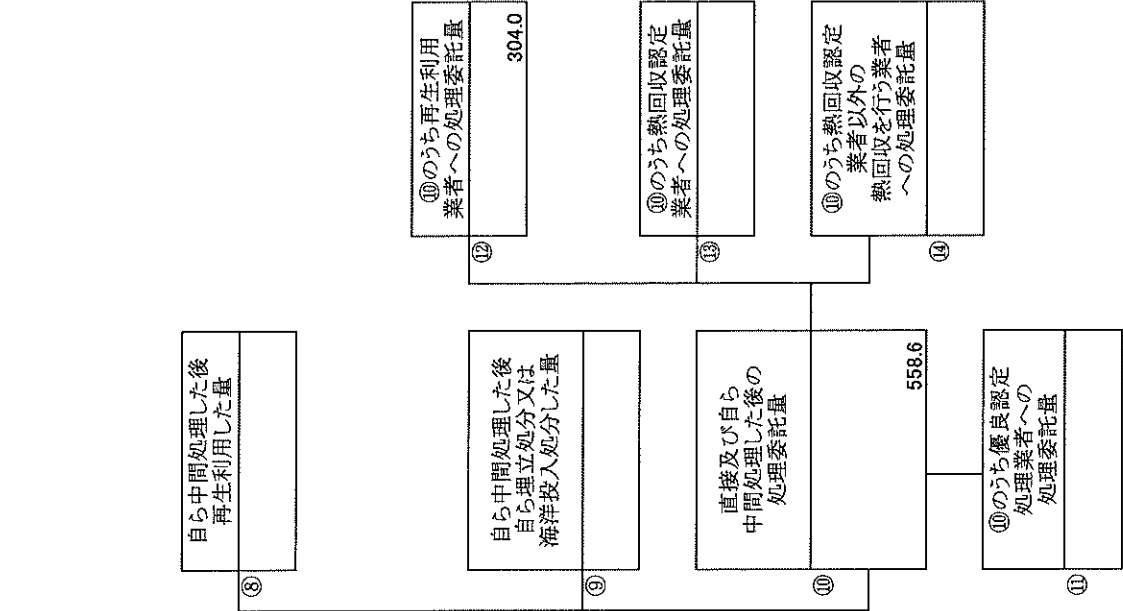 ⑧
自ら中間処理した後
再生利用した量
⑨
自ら中間処理した後
自ら埋立処分又は
海洋投入処分した量
⑩
直接及び自ら
中間処理した後の
処理委託量
558.6
⑪
⑩のうち優良認定
処理業者への
処理委託量
⑫
⑩のうち再生利用
業者への処理委託量
304.0
⑬
⑩のうち熱回収認定
業者への処理委託量
⑭
⑩のうち熱回収認定
業者以外の
熱回収を行う業者
への処理委託量